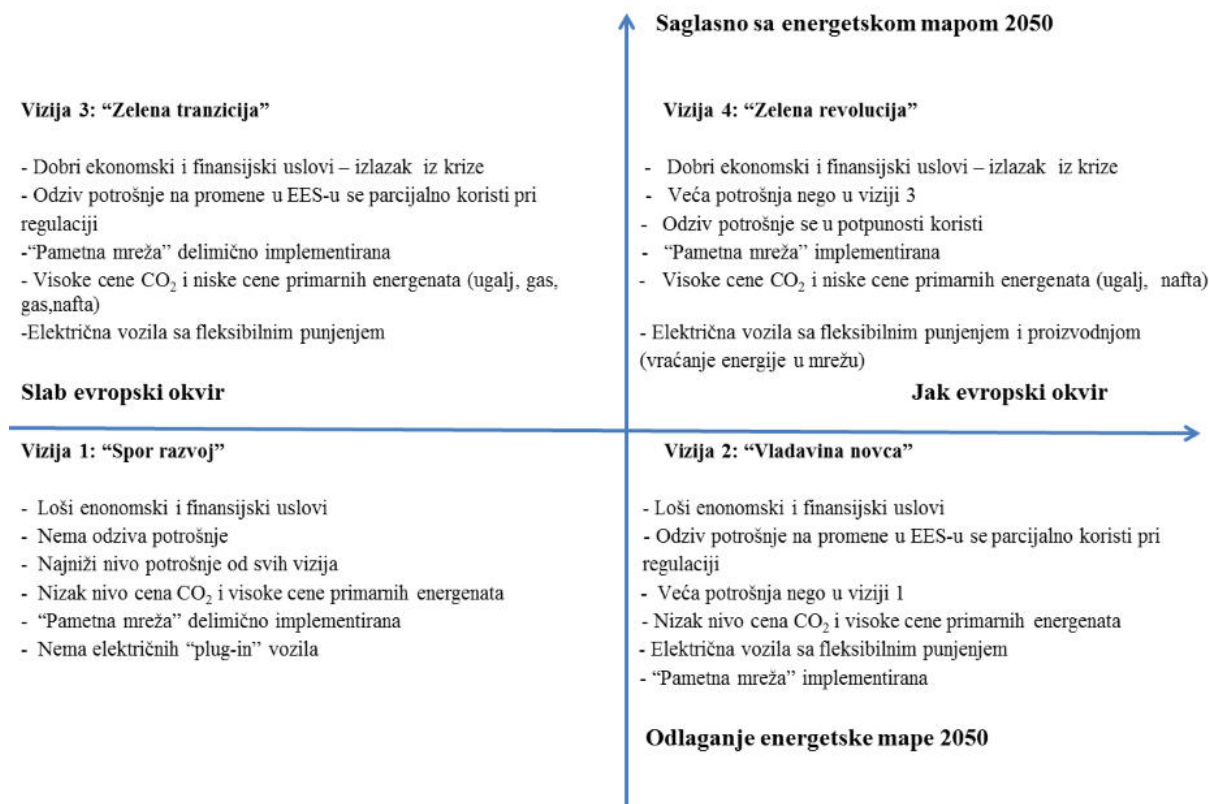 Saglasno sa energetskom mapom 2050
Vizija 3: “Zelena tranzicija”
- Dobri ekonomski i finansijski uslovi – izlazak iz krize
- Odziv potrošnje na promene u EES-u se parcijalno koristi pri
regulaciji
-“Pametna mreža” delimično implementirana
- Visoke cene CO₂ i niske cene primarnih energenata (ugalj, gas,
gas,nafta)
-Električna vozila sa fleksibilnim punjenjem
Vizija 4: “Zelena revolucija”
- Dobri ekonomski i finansijski uslovi – izlazak iz krize
- Veća potrošnja nego u viziji 3
- Odziv potrošnje se u potpunosti koristi
- “Pametna mreža” implementirana
- Visoke cene CO₂ i niske cene primarnih energenata (ugalj, nafta)
- Električna vozila sa fleksibilnim punjenjem i proizvodnjom
(vraćanje energije u mrežu)
Slab evropski okvir
Jak evropski okvir
Vizija 1: “Spor razvoj”
- Loši enonomski i finansijski uslovi
- Nema odziva potrošnje
- Najniži nivo potrošnje od svih vizija
- Nizak nivo cena CO₂ i visoke cene primarnih energenata
- “Pametna mreža” delimično implementirana
- Nema električnih “plug-in” vozila
Vizija 2: “Vladavina novca”
- Loši enonomski i finansijski uslovi
- Odziv potrošnje na promene u EES-u se parcijalno koristi pri
regulaciji
- Veća potrošnja nego u viziji 1
- Nizak nivo cena CO₂ i visoke cene primarnih energenata
- Električna vozila sa fleksibilnim punjenjem
- “Pametna mreža” implementirana
Odlaganje energetske mape 2050